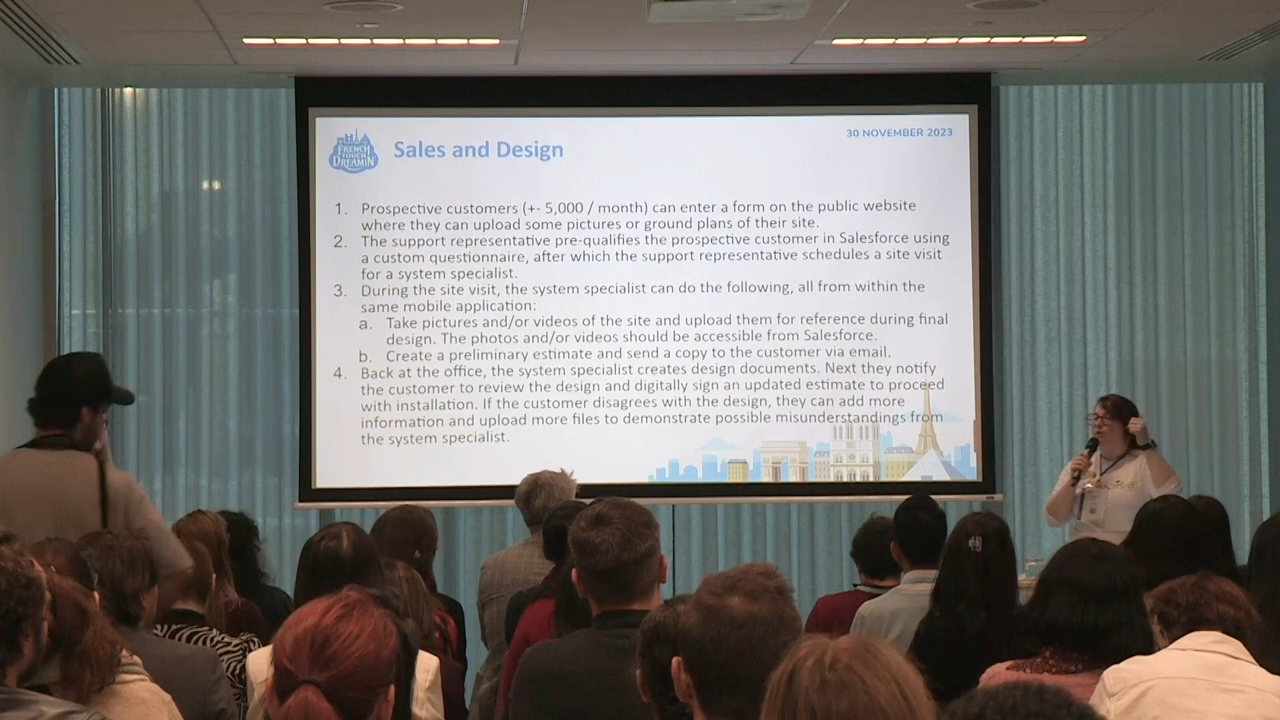 FRENCH
TOUCH
DREAMIN
Sales and Design
30 NOVEMBER 2023
1. Prospective customers (+- 5,000 / month) can enter a form on the public website
where they can upload some pictures or ground plans of their site.
2. The support representative pre-qualifies the prospective customer in Salesforce using
a custom questionnaire, after which the support representative schedules a site visit
for a system specialist.
3. During the site visit, the system specialist can do the following, all from within the
same mobile application:
a. Take pictures and/or videos of the site and upload them for reference during final
design. The photos and/or videos should be accessible from Salesforce.
b. Create a preliminary estimate and send a copy to the customer via email.
4. Back at the office, the system specialist creates design documents. Next they notify
the customer to review the design and digitally sign an updated estimate to proceed
with installation. If the customer disagrees with the design, they can add more
information and upload more files to demonstrate possible misunderstandings from
the system specialist.